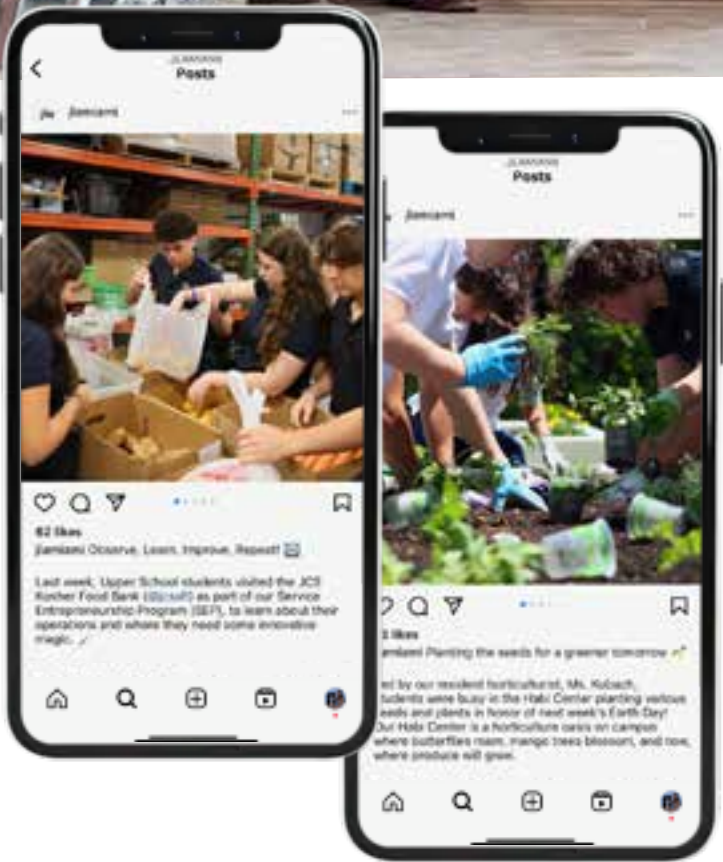 JLAMIAMI
Posts
jlamiami
62 likes
jlamiami Observe, Learn, Improve, Repeat!
Last week, Upper School students visited the JCS
Kosher Food Bank as part of our Service
Entrepreneurship Program (SEP), to learn about their
operations and where they need some innovative
magic.
JLAMIAMI
Posts
jlamiami
likes
Planting the seeds for a greener tomorrow
by our resident horticulturist, Ms. Kubach,
students were busy in the Habi Center planting various
seeds and plants in honor of next week's Earth Day!
Our Habi Center is a horticulture oasis on campus
where butterflies roam, mango trees blossom, and now,
where produce will grow.